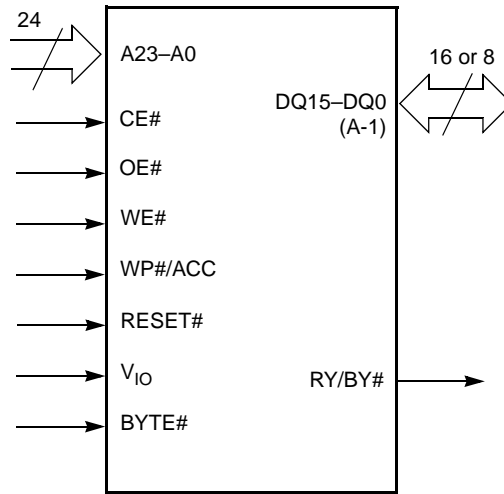 24
A23–A0
16 or 8
DQ15–DQ0
(A-1)
CE#
OE#
WE#
WP#/ACC
RESET#
VIO
RY/BY#
BYTE#